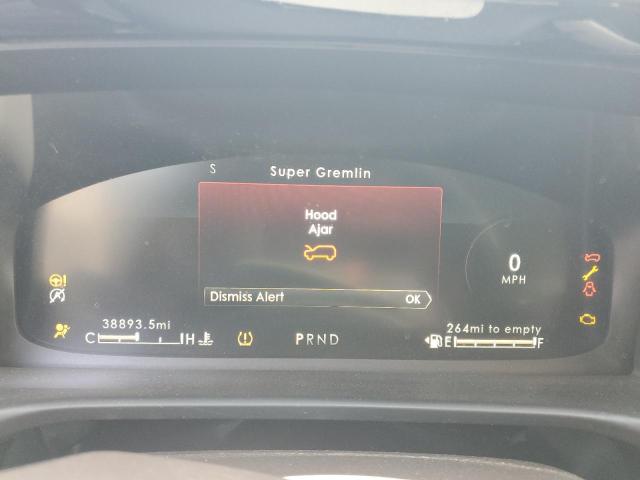 S Super Gremlin
Hood
Ajar
Dismiss Alert OK
0
MPH
38893.5mi
264mi to empty
C H
PRND
E F